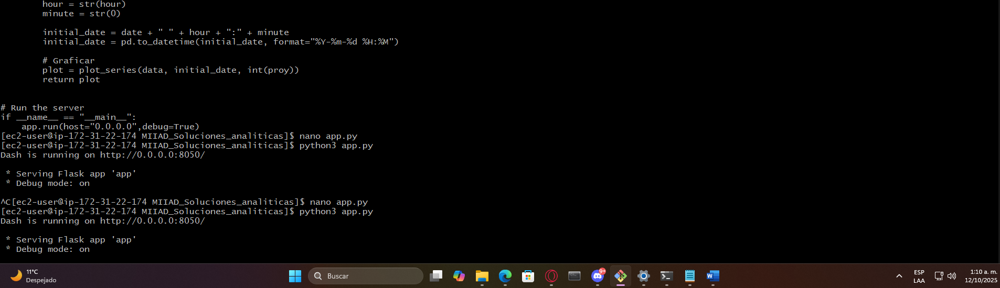 hour = str(hour)
        minute = str(0)

        initial_date = date + " " + hour + ":" + minute
        initial_date = pd.to_datetime(initial_date, format="%Y-%m-%d %H:%M")

        # Graficar
        plot = plot_series(data, initial_date, int(proy))
        return plot


# Run the server
if __name__ == "__main__":
    app.run(host="0.0.0.0",debug=True)
[ec2-user@ip-172-31-22-174 MIIAD_Soluciones_analiticas]$ nano app.py
[ec2-user@ip-172-31-22-174 MIIAD_Soluciones_analiticas]$ python3 app.py
Dash is running on http://0.0.0.0:8050/

 * Serving Flask app 'app'
 * Debug mode: on

^C[ec2-user@ip-172-31-22-174 MIIAD_Soluciones_analiticas]$ nano app.py
[ec2-user@ip-172-31-22-174 MIIAD_Soluciones_analiticas]$ python3 app.py
Dash is running on http://0.0.0.0:8050/

 * Serving Flask app 'app'
 * Debug mode: on

11°C
Despejado
Buscar
9+
W
ESP
LAA
1:10 a. m.
12/10/2025